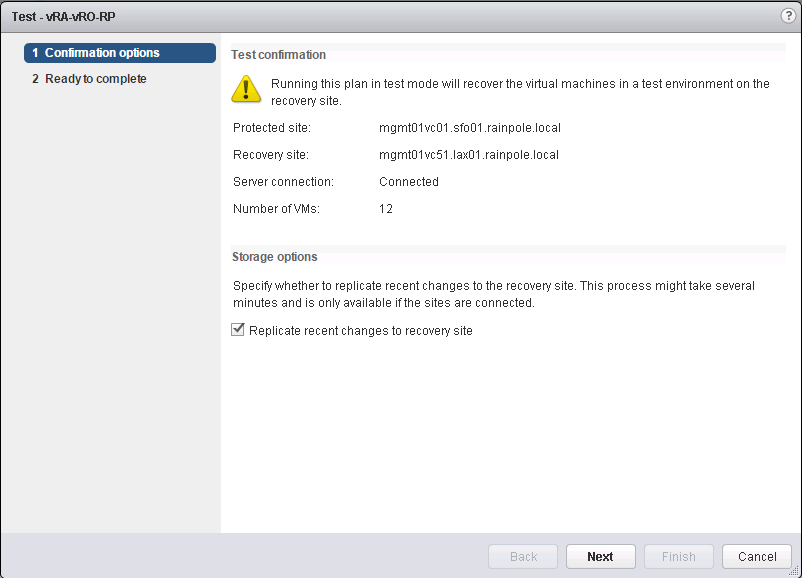 Test - vRA-vRO-RP
?
1 Confirmation options
2 Ready to complete
Test confirmation
Running this plan in test mode will recover the virtual machines in a test environment on the
recovery site.
Protected site: mgmt01vc01.sfo01.rainpole.local
Recovery site: mgmt01vc51.lax01.rainpole.local
Server connection: Connected
Number of VMs: 12
Storage options
Specify whether to replicate recent changes to the recovery site. This process might take several
minutes and is only available if the sites are connected.
Replicate recent changes to recovery site
Back Next Finish Cancel